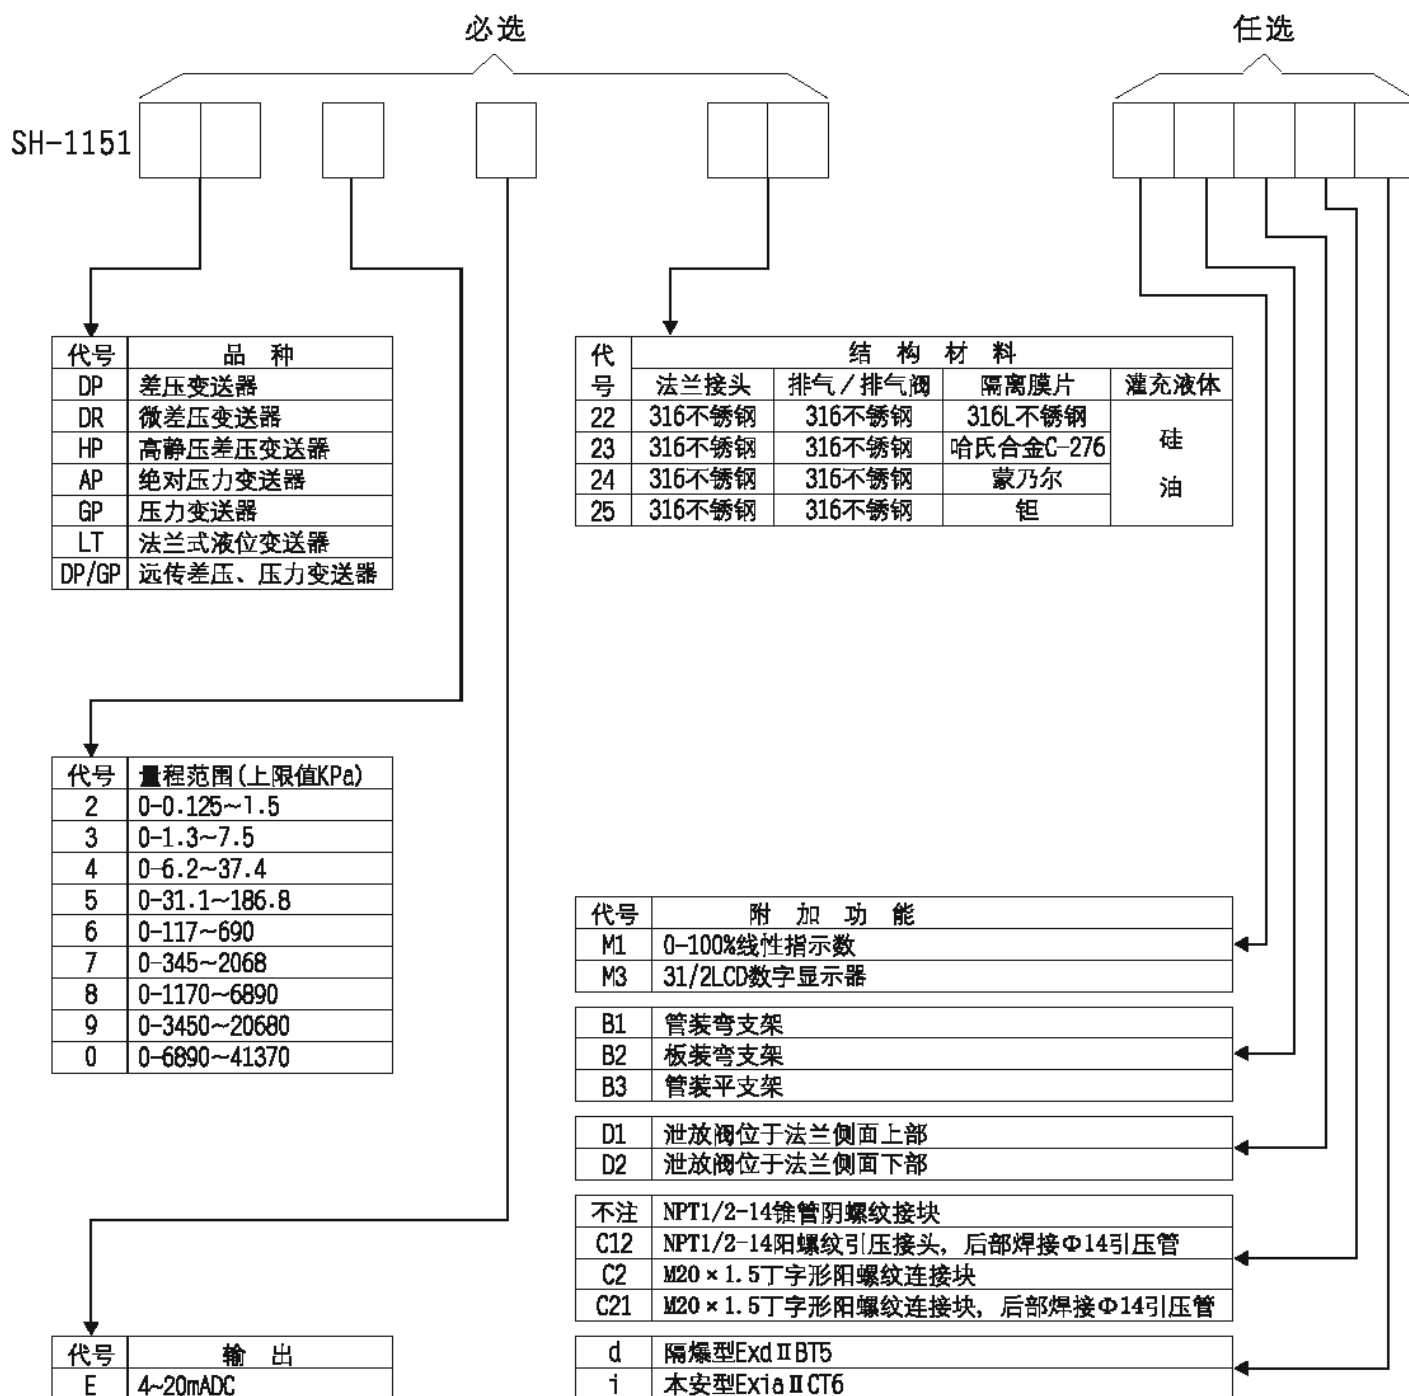 必选
任选
SH-1151
代号 品 种
DP 差压变送器
DR 微差压变送器
HP 高静压差压变送器
AP 绝对压力变送器
GP 压力变送器
LT 法兰式液位变送器
DP/GP 远传差压、压力变送器
代号 结 构 材 料
法兰接头 排气/排气阀 隔离膜片 灌充液体
22 316不锈钢 316不锈钢 316L不锈钢
23 316不锈钢 316不锈钢 哈氏合金C-276
24 316不锈钢 316不锈钢 蒙乃尔
25 316不锈钢 316不锈钢 钽
硅油
代号 量程范围(上限值KPa)
2 0-0.125~1.5
3 0-1.3~7.5
4 0-6.2~37.4
5 0-31.1~186.8
6 0-117~690
7 0-345~2068
8 0-1170~6890
9 0-3450~20680
0 0-6890~41370
代号 附 加 功 能
M1 0-100%线性指示数
M3 31/2LCD数字显示器
B1 管装弯支架
B2 板装弯支架
B3 管装平支架
D1 泄放阀位于法兰侧面上部
D2 泄放阀位于法兰侧面下部
不注 NPT1/2-14锥管阴螺纹接块
C12 NPT1/2-14阳螺纹引压接头, 后部焊接Φ14引压管
C2 M20×1.5丁字形阳螺纹连接块
C21 M20×1.5丁字形阳螺纹连接块, 后部焊接Φ14引压管
代号 输 出
E 4~20mADC
d 隔爆型ExdⅡBT5
i 本安型ExiaⅡCT6